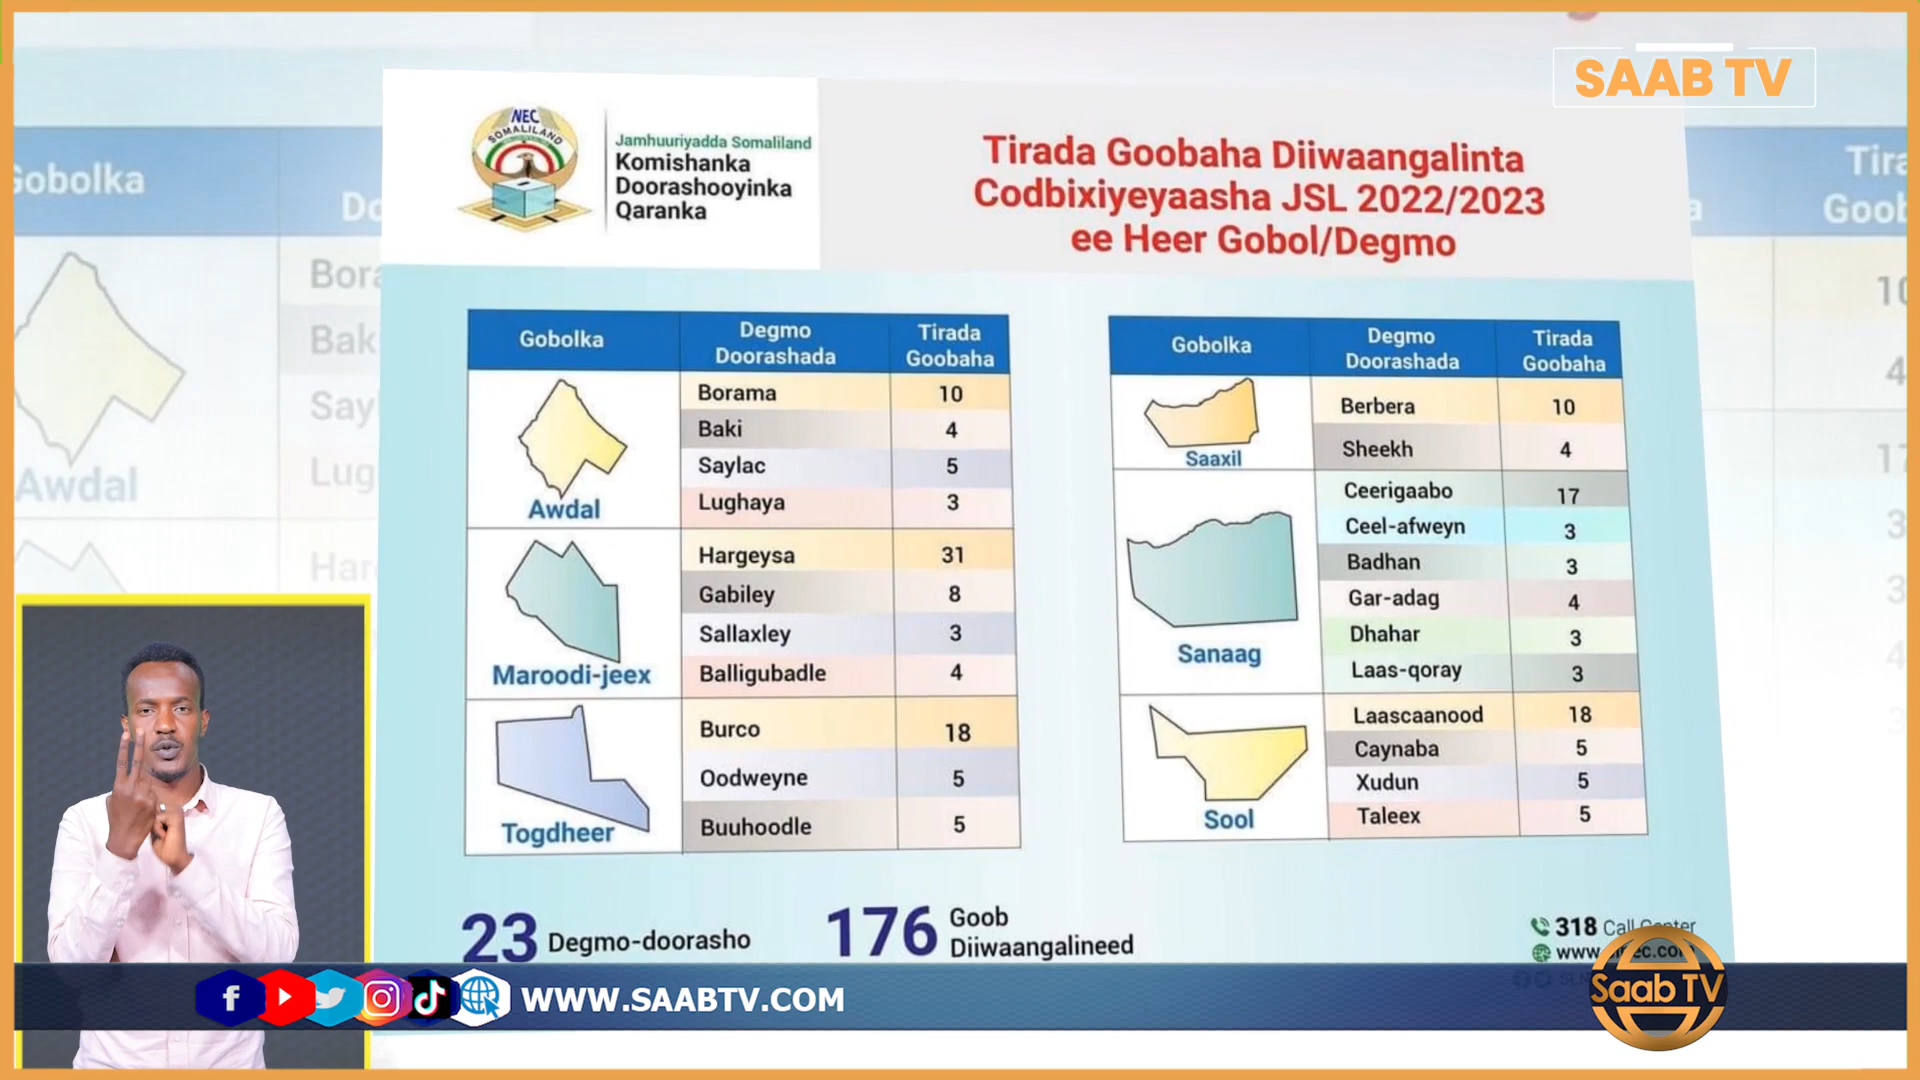 SAAB TV
NEC
SOMALILAND
Jamhuuriyadda Somaliland
Komishanka
Doorashooyinka
Qaranka
Tirada Goobaha Diiwaangalinta
Codbixiyeyaasha JSL 2022/2023
ee Heer Gobol/Degmo
Gobolka
Degmo Doorashada
Tirada Goobaha
Awdal
Borama 10
Baki 4
Saylac 5
Lughaya 3
Maroodi-jeex
Hargeysa 31
Gabiley 8
Sallaxley 3
Balligubadle 4
Togdheer
Burco 18
Oodweyne 5
Buuhoodle 5
Gobolka
Degmo Doorashada
Tirada Goobaha
Saaxil
Berbera 10
Sheekh 4
Sanaag
Ceerigaabo 17
Ceel-afweyn 3
Badhan 3
Gar-adag 4
Dhahar 3
Laas-qoray 3
Sool
Laascaanood 18
Caynaba 5
Xudun 5
Taleex 5
23 Degmo-doorasho
176 Goob Diiwaangalineed
318 Call Center
WWW.SAABTV.COM
Saab TV